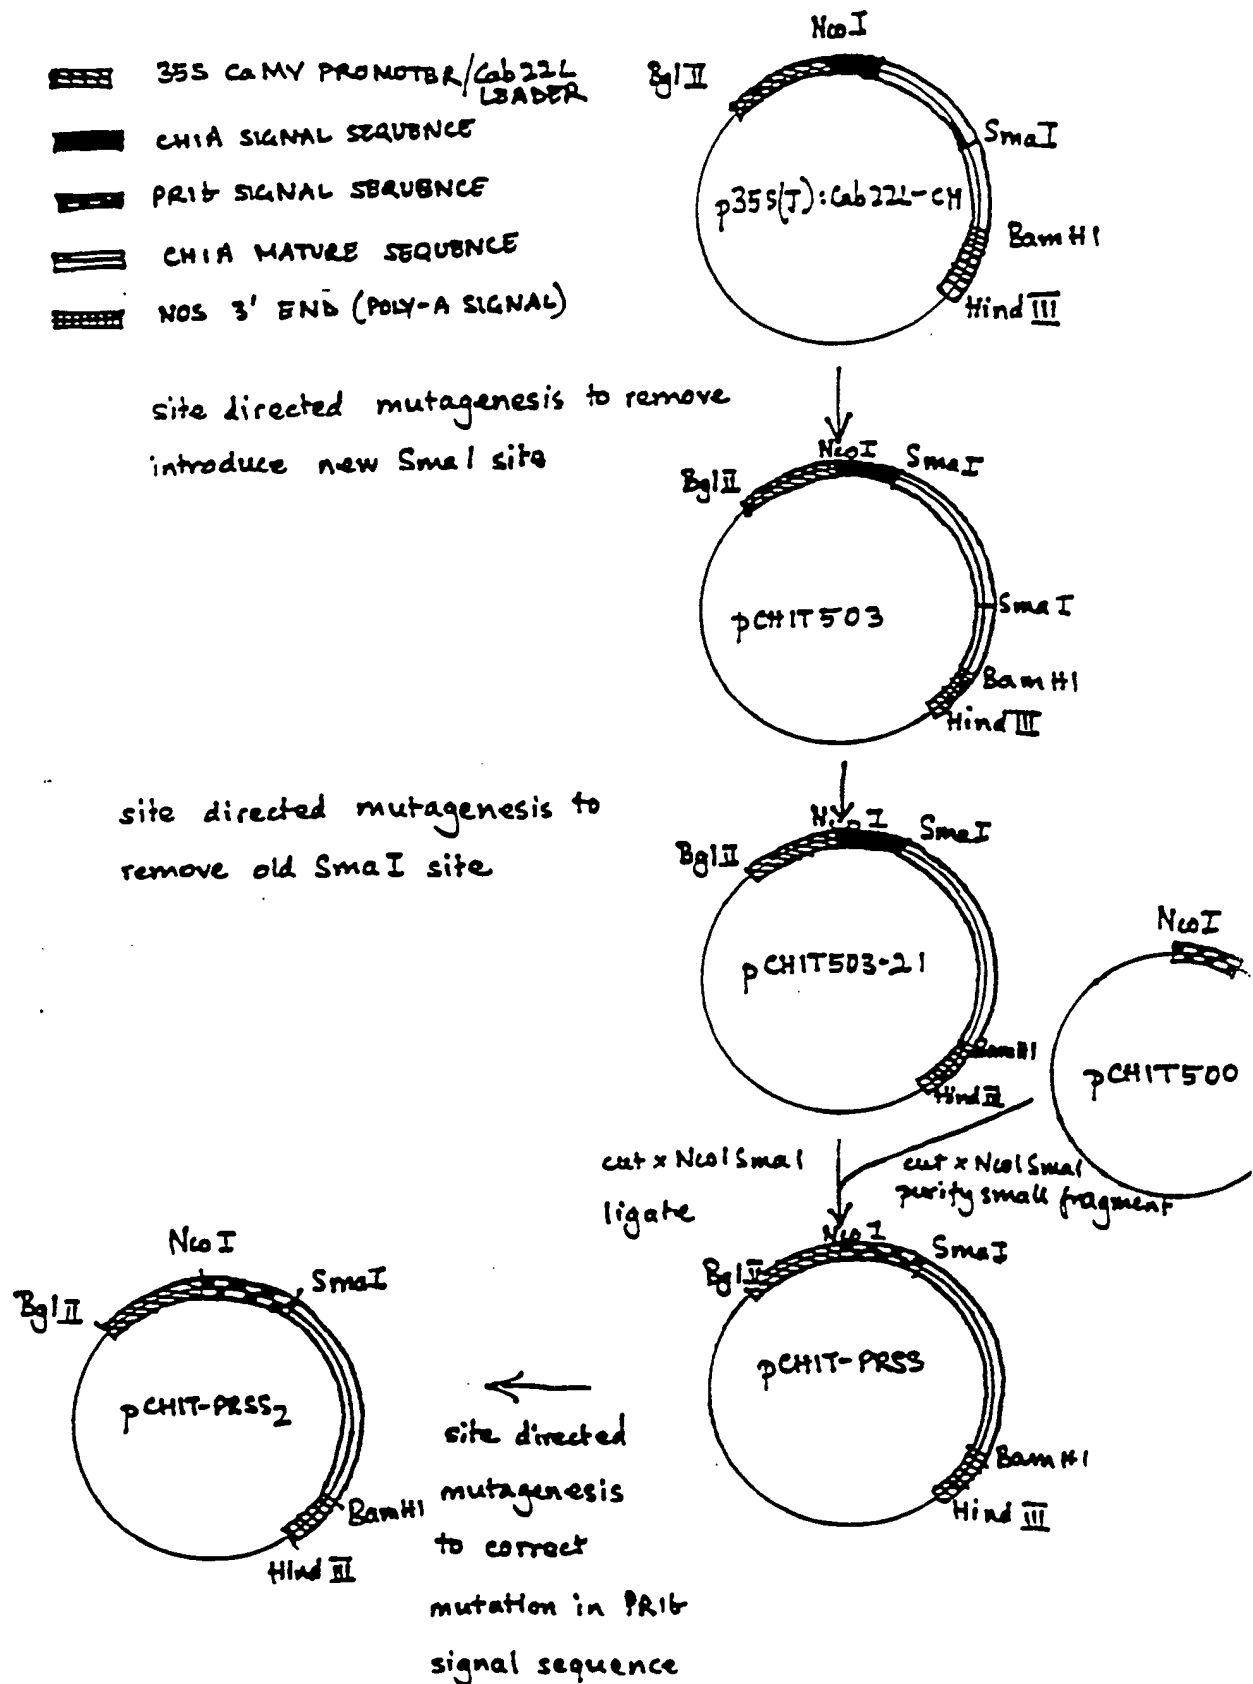 35S CaMV PROMOTER/Cab22L
LEADER
CHIA SIGNAL SEQUENCE
PR1b SIGNAL SEQUENCE
CHIA MATURE SEQUENCE
NOS 3' END (POLY-A SIGNAL)
NcoI
BglII
SmaI
p35S(J):Cab22L-CH
BamHI
HindIII
site directed mutagenesis to remove
introduce new SmaI site
NcoI
SmaI
BglII
pCHIT503
SmaI
BamHI
HindIII
site directed mutagenesis to
remove old SmaI site
NcoI
SmaI
BglII
pCHIT503-21
BamHI
HindIII
NcoI
pCHIT500
cut x NcoI SmaI
ligate
cut x NcoI SmaI
purify small fragment
NcoI
SmaI
BglII
pCHIT-PRSS
BamHI
HindIII
site directed
mutagenesis
to correct
mutation in PR1b
signal sequence
NcoI
SmaI
BglII
pCHIT-PRSS2
BamHI
HindIII